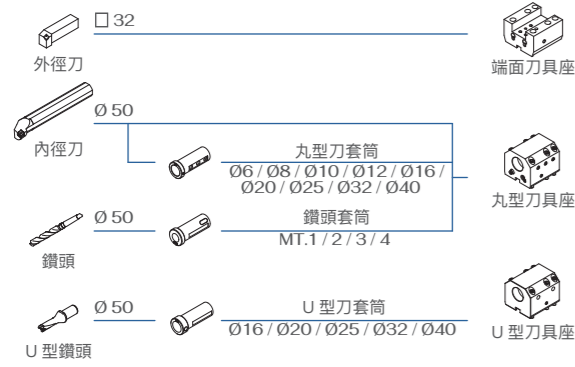 □ 32
外徑刀
端面刀具座
Ø 50
內徑刀
丸型刀套筒
Ø6 / Ø8 / Ø10 / Ø12 / Ø16 /
Ø20 / Ø25 / Ø32 / Ø40
丸型刀具座
Ø 50
鑽頭套筒
MT.1 / 2 / 3 / 4
鑽頭
Ø 50
U 型刀套筒
Ø16 / Ø20 / Ø25 / Ø32 / Ø40
U 型刀具座
U 型鑽頭